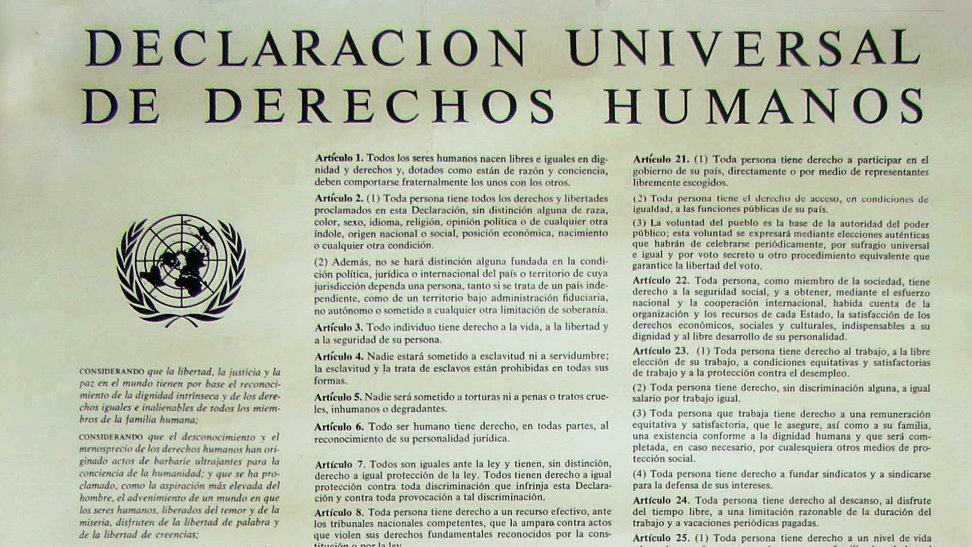 DECLARACION UNIVERSAL
DE DERECHOS HUMANOS
CONSIDERANDO que la libertad, la justicia y la
paz en el mundo tienen por base el reconoci-
miento de la dignidad intrínseca y de los dere-
chos iguales e inalienables de todos los miem-
bros de la familia humana;
CONSIDERANDO que el desconocimiento y el
menosprecio de los derechos humanos han ori-
ginado actos de barbarie ultrajantes para la
conciencia de la humanidad; y que se ha pro-
clamado, como la aspiración más elevada del
hombre, el advenimiento de un mundo en que
los seres humanos, liberados del temor y de la
miseria, disfruten de la libertad de palabra y
de la libertad de creencias;
Artículo 1. Todos los seres humanos nacen libres e iguales en dig-
nidad y derechos y, dotados como están de razón y conciencia,
deben comportarse fraternalmente los unos con los otros.
Artículo 2. (1) Toda persona tiene todos los derechos y libertades
proclamados en esta Declaración, sin distinción alguna de raza,
color, sexo, idioma, religión, opinión política o de cualquier otra
índole, origen nacional o social, posición económica, nacimiento
o cualquier otra condición.
(2) Además, no se hará distinción alguna fundada en la condi-
ción política, jurídica o internacional del país o territorio de cuya
jurisdicción dependa una persona, tanto si se trata de un país inde-
pendiente, como de un territorio bajo administración fiduciaria,
no autónomo o sometido a cualquier otra limitación de soberanía.
Artículo 3. Todo individuo tiene derecho a la vida, a la libertad y
a la seguridad de su persona.
Artículo 4. Nadie estará sometido a esclavitud ni a servidumbre;
la esclavitud y la trata de esclavos están prohibidas en todas sus
formas.
Artículo 5. Nadie será sometido a torturas ni a penas o tratos crue-
les, inhumanos o degradantes.
Artículo 6. Todo ser humano tiene derecho, en todas partes, al
reconocimiento de su personalidad jurídica.
Artículo 7. Todos son iguales ante la ley y tienen, sin distinción,
derecho a igual protección de la ley. Todos tienen derecho a igual
protección contra toda discriminación que infrinja esta Declara-
ción y contra toda provocación a tal discriminación.
Artículo 8. Toda persona tiene derecho a un recurso efectivo, ante
los tribunales nacionales competentes, que la ampara contra actos
que violen sus derechos fundamentales reconocidos por la cons-
titución o por la ley.
Artículo 21. (1) Toda persona tiene derecho a participar en el
gobierno de su país, directamente o por medio de representantes
libremente escogidos.
(2) Toda persona tiene el derecho de acceso, en condiciones de
igualdad, a las funciones públicas de su país.
(3) La voluntad del pueblo es la base de la autoridad del poder
público; esta voluntad se expresará mediante elecciones auténticas
que habrán de celebrarse periódicamente, por sufragio universal
e igual y por voto secreto u otro procedimiento equivalente que
garantice la libertad del voto.
Artículo 22. Toda persona, como miembro de la sociedad, tiene
derecho a la seguridad social, y a obtener, mediante el esfuerzo
nacional y la cooperación internacional, habida cuenta de la
organización y los recursos de cada Estado, la satisfacción de los
derechos económicos, sociales y culturales, indispensables a su
dignidad y al libre desarrollo de su personalidad.
Artículo 23. (1) Toda persona tiene derecho al trabajo, a la libre
elección de su trabajo, a condiciones equitativas y satisfactorias
de trabajo y a la protección contra el desempleo.
(2) Toda persona tiene derecho, sin discriminación alguna, a igual
salario por trabajo igual.
(3) Toda persona que trabaja tiene derecho a una remuneración
equitativa y satisfactoria, que le asegure, así como a su familia,
una existencia conforme a la dignidad humana y que será com-
pletada, en caso necesario, por cualesquiera otros medios de pro-
tección social.
(4) Toda persona tiene derecho a fundar sindicatos y a sindicarse
para la defensa de sus intereses.
Artículo 24. Toda persona tiene derecho al descanso, al disfrute
del tiempo libre, a una limitación razonable de la duración del
trabajo y a vacaciones periódicas pagadas.
Artículo 25. (1) Toda persona tiene derecho a un nivel de vida